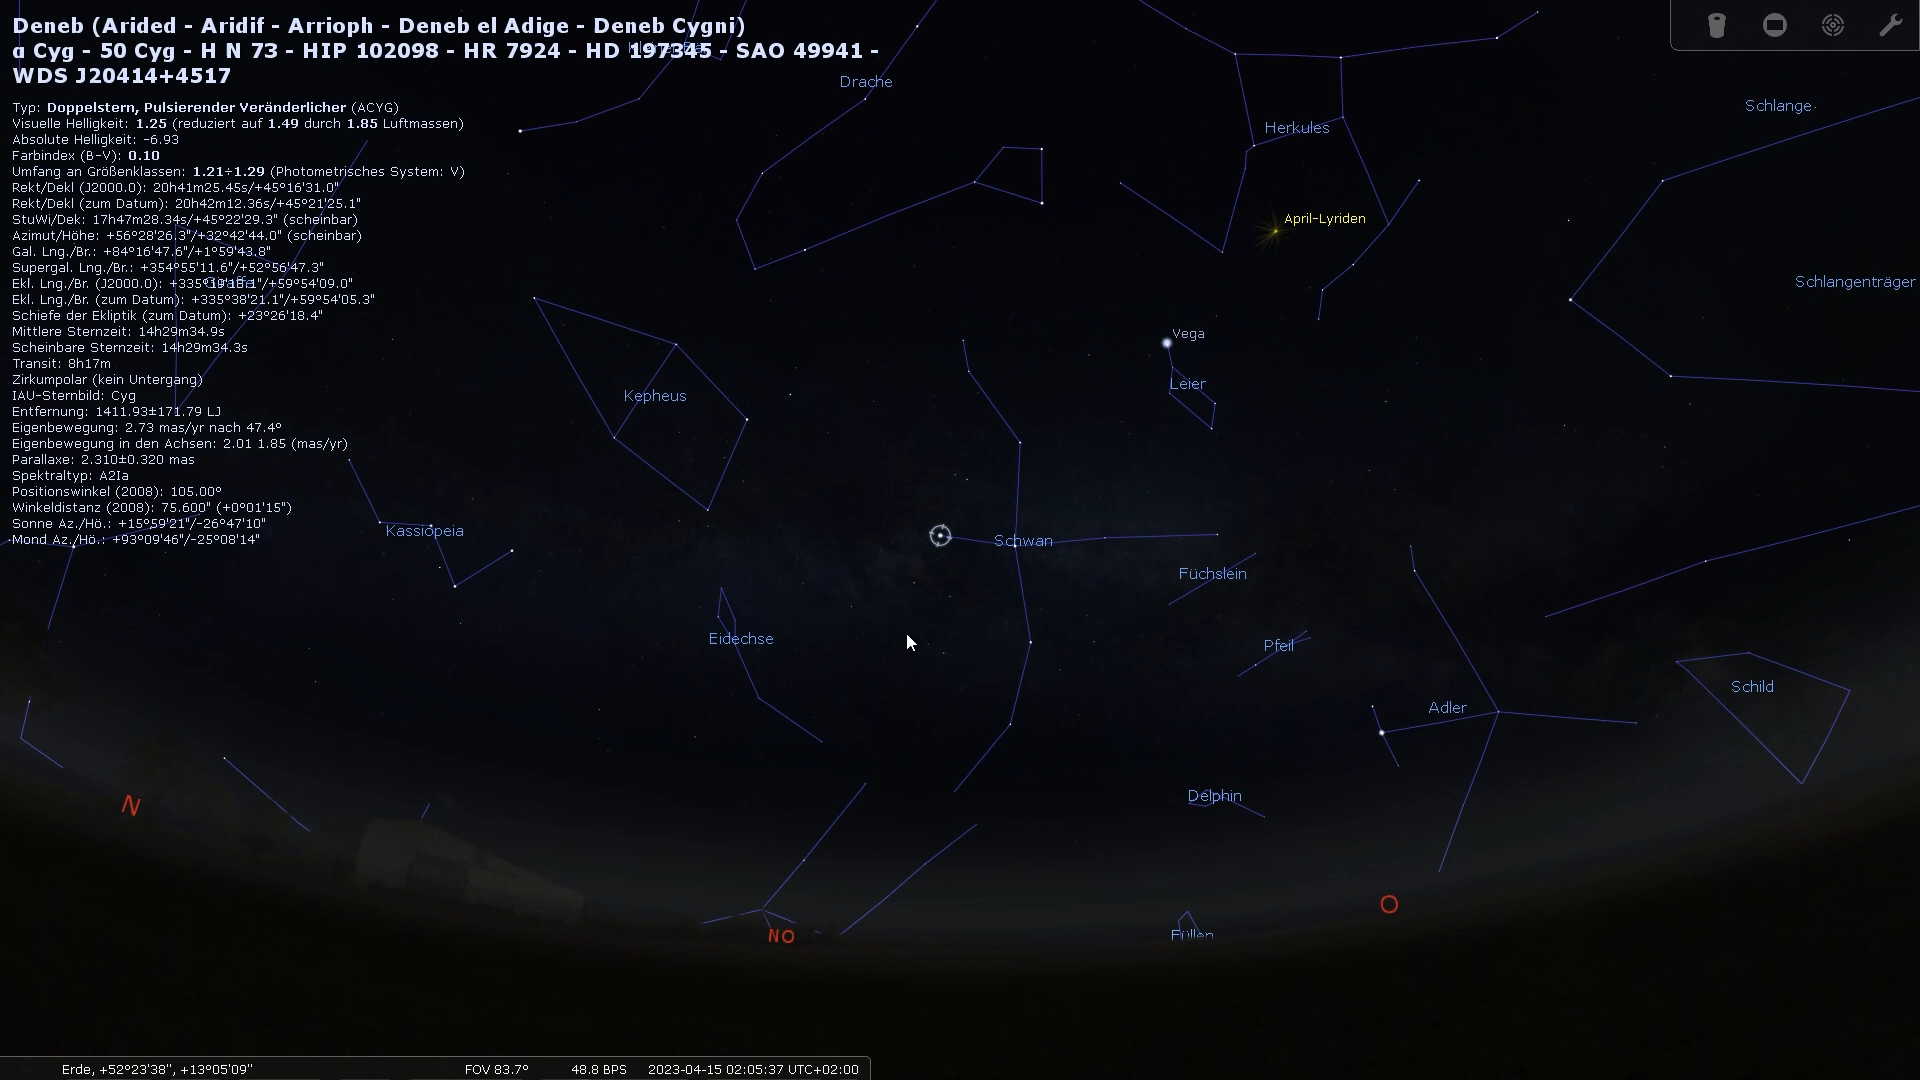 Deneb (Arided - Aridif - Arrioph - Deneb el Adige - Deneb Cygni)
α Cyg - 50 Cyg - H N 73 - HIP 102098 - HR 7924 - HD 197345 - SAO 49941 -
WDS J20414+4517
Typ: Doppelstern, Pulsierender Veränderlicher (ACYG)
Visuelle Helligkeit: 1.25 (reduziert auf 1.49 durch 1.85 Luftmassen)
Absolute Helligkeit: -6.93
Farbindex (B-V): 0.10
Umfang an Größenklassen: 1.21÷1.29 (Photometrisches System: V)
Rekt/Dekl (J2000.0): 20h41m25.45s/+45°16'31.0"
Rekt/Dekl (zum Datum): 20h42m12.36s/+45°21'25.1"
StuWi/Dek: 17h47m28.34s/+45°22'29.3" (scheinbar)
Azimut/Höhe: +56°28'26.3"/+32°42'44.0" (scheinbar)
Gal. Lng./Br.: +84°16'47.6"/+1°59'43.8"
Supergal. Lng./Br.: +354°55'11.6"/+52°56'47.3"
Ekl. Lng./Br. (J2000.0): /+59°54'09.0"
Ekl. Lng./Br. (zum Datum): +335°38'21.1"/+59°54'05.3"
Schiefe der Ekliptik (zum Datum): +23°26'18.4"
Mittlere Sternzeit: 14h29m34.9s
Scheinbare Sternzeit: 14h29m34.3s
Transit: 8h17m
Zirkumpolar (kein Untergang)
IAU-Sternbild: Cyg
Entfernung: 1411.93±171.79 LJ
Eigenbewegung: 2.73 mas/yr nach 47.4°
Eigenbewegung in den Achsen: 2.01 1.85 (mas/yr)
Parallaxe: 2.310±0.320 mas
Spektraltyp: A2Ia
Positionswinkel (2008): 105.00°
Winkeldistanz (2008): 75.600" (+0°01'15")
Sonne Az./Hö.: +15°59'21"/-26°47'10"
Mond Az./Hö.: +93°09'46"/-25°08'14"
Drache
Schlange
Herkules
April-Lyriden
Schlangenträger
Vega
Leier
Kepheus
Kassiopeia
Schwan
Füchslein
Eidechse
Pfeil
Schild
Adler
Delphin
N
O
NO
Füllen
Erde, +52°23'38", +13°05'09"
FOV 83.7°
48.8 BPS
2023-04-15 02:05:37 UTC+02:00